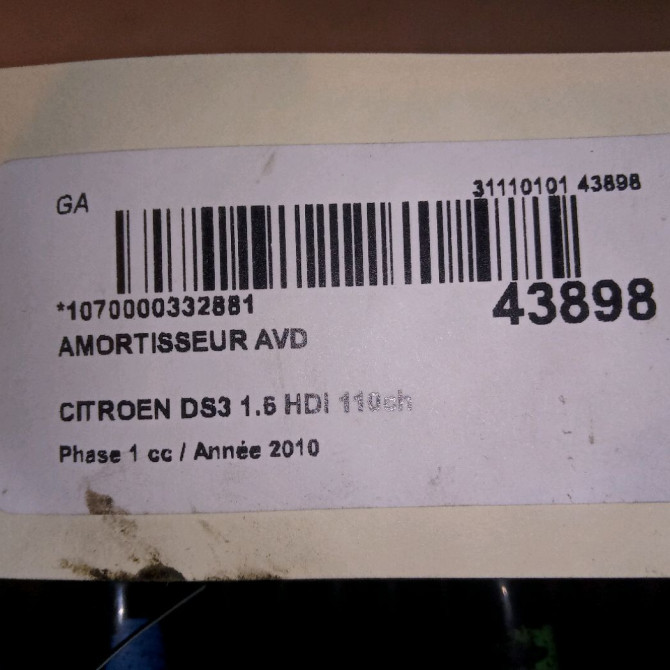 GA
31110101 43898
*1070000332881
43898
AMORTISSEUR AVD
CITROEN DS3 1.6 HDI 110ch
Phase 1 cc / Année 2010